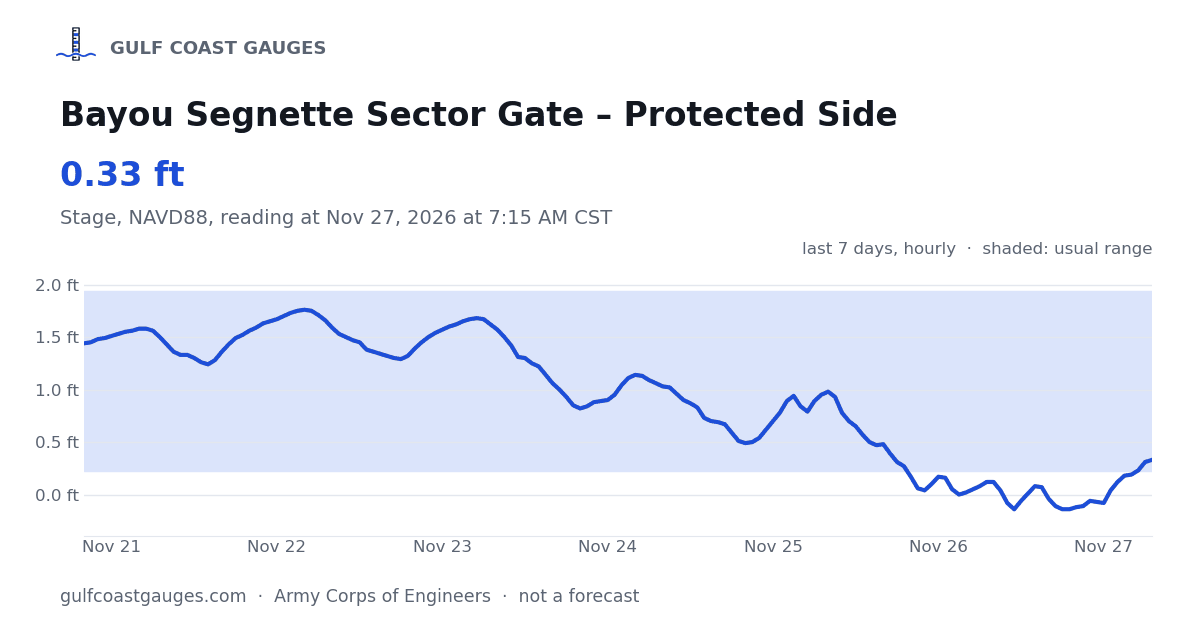 GULF COAST GAUGES
Bayou Segnette Sector Gate – Protected Side
0.33 ft
Stage, NAVD88, reading at Nov 27, 2026 at 7:15 AM CST
last 7 days, hourly · shaded: usual range
2.0 ft
1.5 ft
1.0 ft
0.5 ft
0.0 ft
Nov 21 Nov 22 Nov 23 Nov 24 Nov 25 Nov 26 Nov 27
gulfcoastgauges.com · Army Corps of Engineers · not a forecast